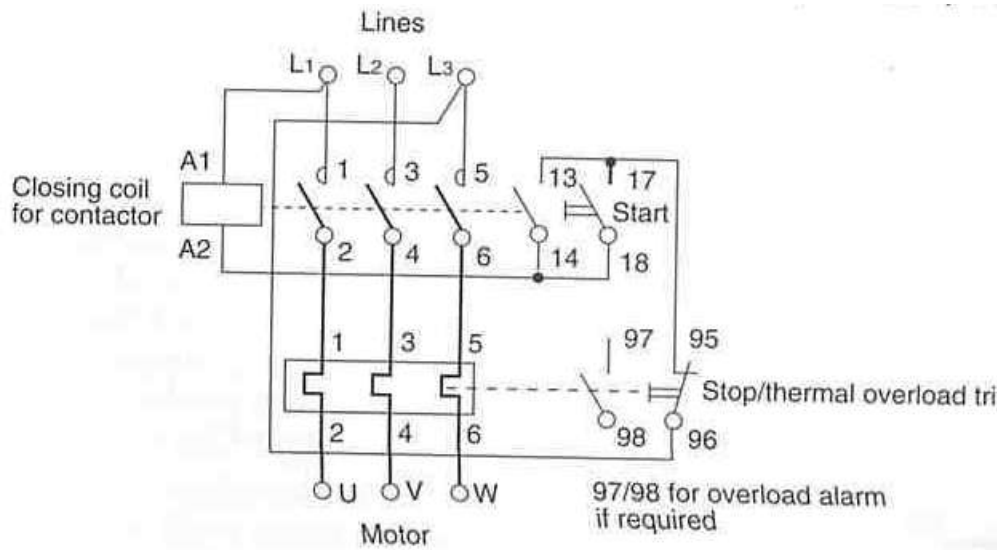 Lines
L1 L2 L3
A1 1 3 5 13 17
Closing coil
for contactor
Start
A2 2 4 6 14 18
1 3 5 97 95
Stop/thermal overload tri
2 4 6 98 96
U V W
97/98 for overload alarm
if required
Motor